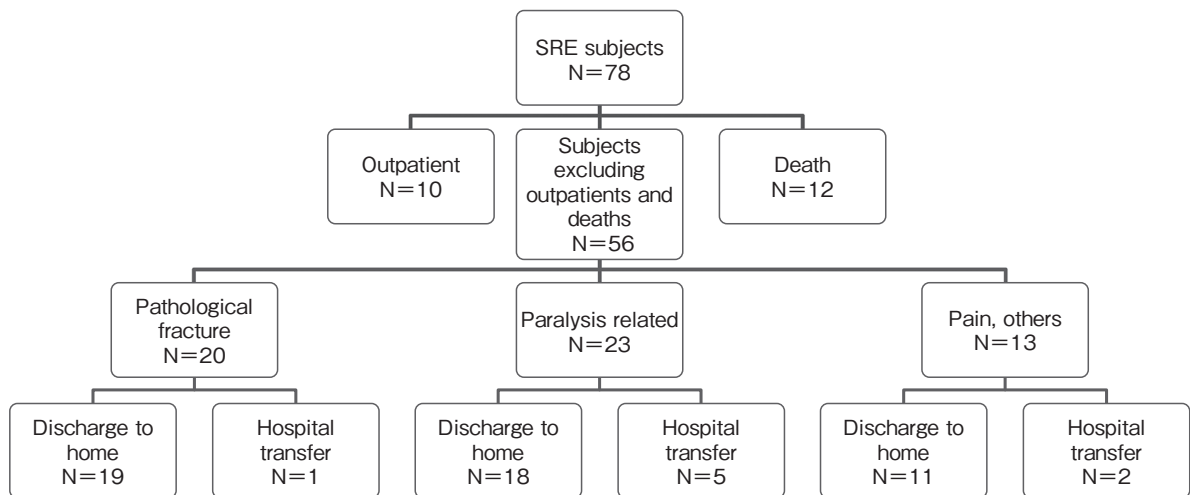 SRE subjects
N=78
Outpatient
N=10
Subjects
excluding
outpatients and
deaths
N=56
Death
N=12
Pathological
fracture
N=20
Paralysis related
N=23
Pain, others
N=13
Discharge to
home
N=19
Hospital
transfer
N=1
Discharge to
home
N=18
Hospital
transfer
N=5
Discharge to
home
N=11
Hospital
transfer
N=2